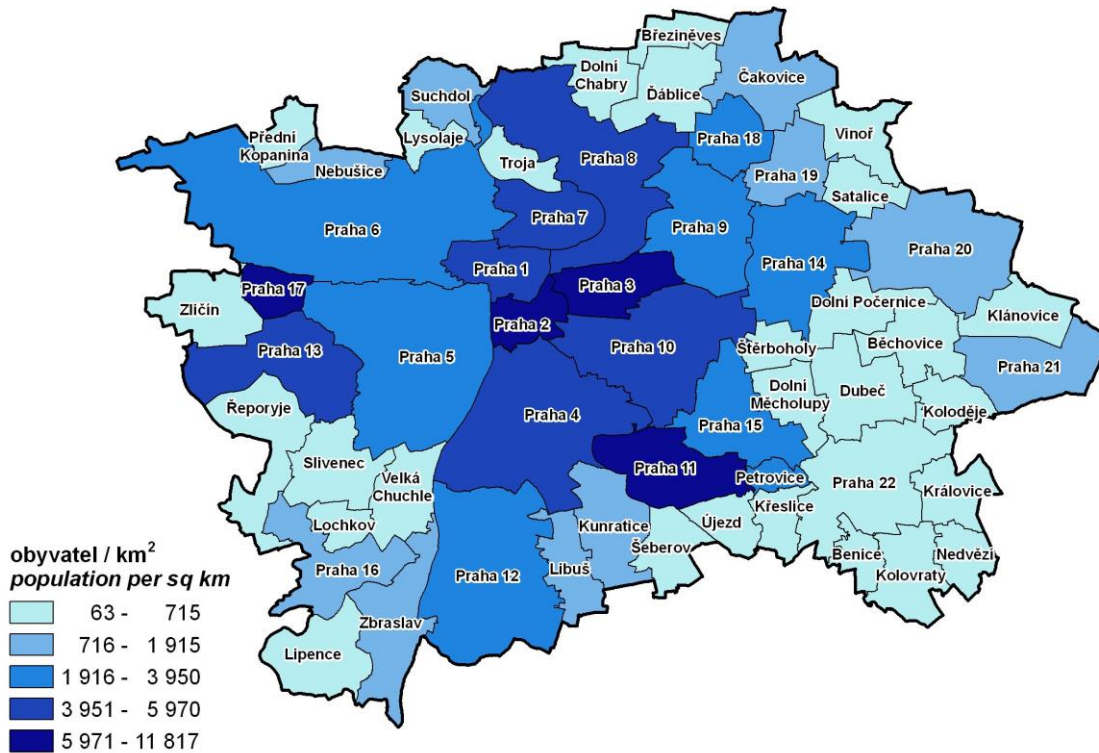 Březiněves
Dolní
Chabry
Ďáblice
Čakovice
Suchdol
Přední
Kopanina
Lysolaje
Nebušice
Troja
Praha 8
Praha 18
Vinoř
Praha 19
Satalice
Praha 7
Praha 6
Praha 9
Praha 20
Praha 1
Praha 14
Praha 17
Praha 3
Zličín
Dolní Počernice
Klánovice
Praha 2
Praha 13
Praha 5
Praha 10
Štěrboholy
Běchovice
Praha 21
Řeporyje
Dolní
Měcholupy
Dubeč
Koloděje
Praha 4
Praha 15
Slivenec
Velká
Chuchle
Praha 11
Petrovice
Praha 22
Královice
Lochkov
Kunratice
Újezd
Křeslice
Šeberov
Benice
Nedvězí
Praha 16
Praha 12
Libuš
Kolovraty
Zbraslav
Lipence
obyvatel / km²
population per sq km
63 - 715
716 - 1 915
1 916 - 3 950
3 951 - 5 970
5 971 - 11 817